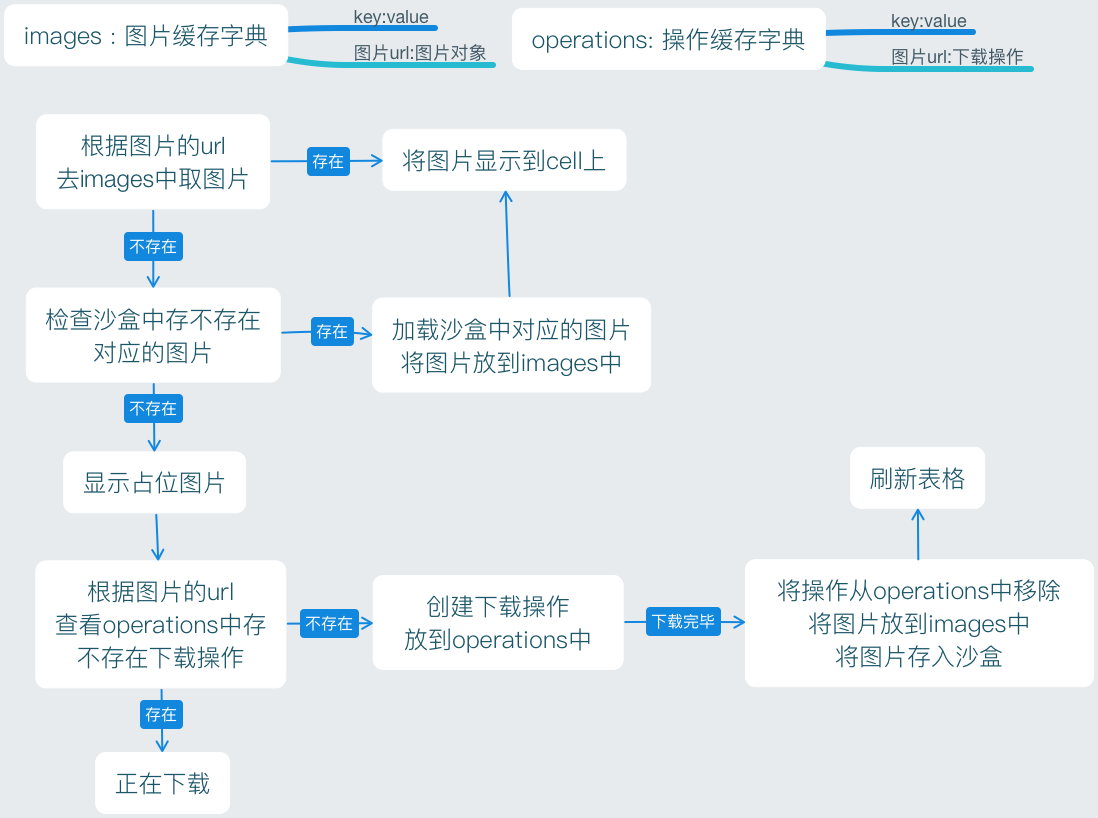 images : 图片缓存字典
key:value
图片url:图片对象
operations: 操作缓存字典
key:value
图片url:下载操作
根据图片的url
去images中取图片
存在
将图片显示到cell上
不存在
检查沙盒中存不存在
对应的图片
存在
加载沙盒中对应的图片
将图片放到images中
不存在
显示占位图片
刷新表格
根据图片的url
查看operations中存
不存在下载操作
不存在
创建下载操作
放到operations中
下载完毕
将操作从operations中移除
将图片放到images中
将图片存入沙盒
存在
正在下载